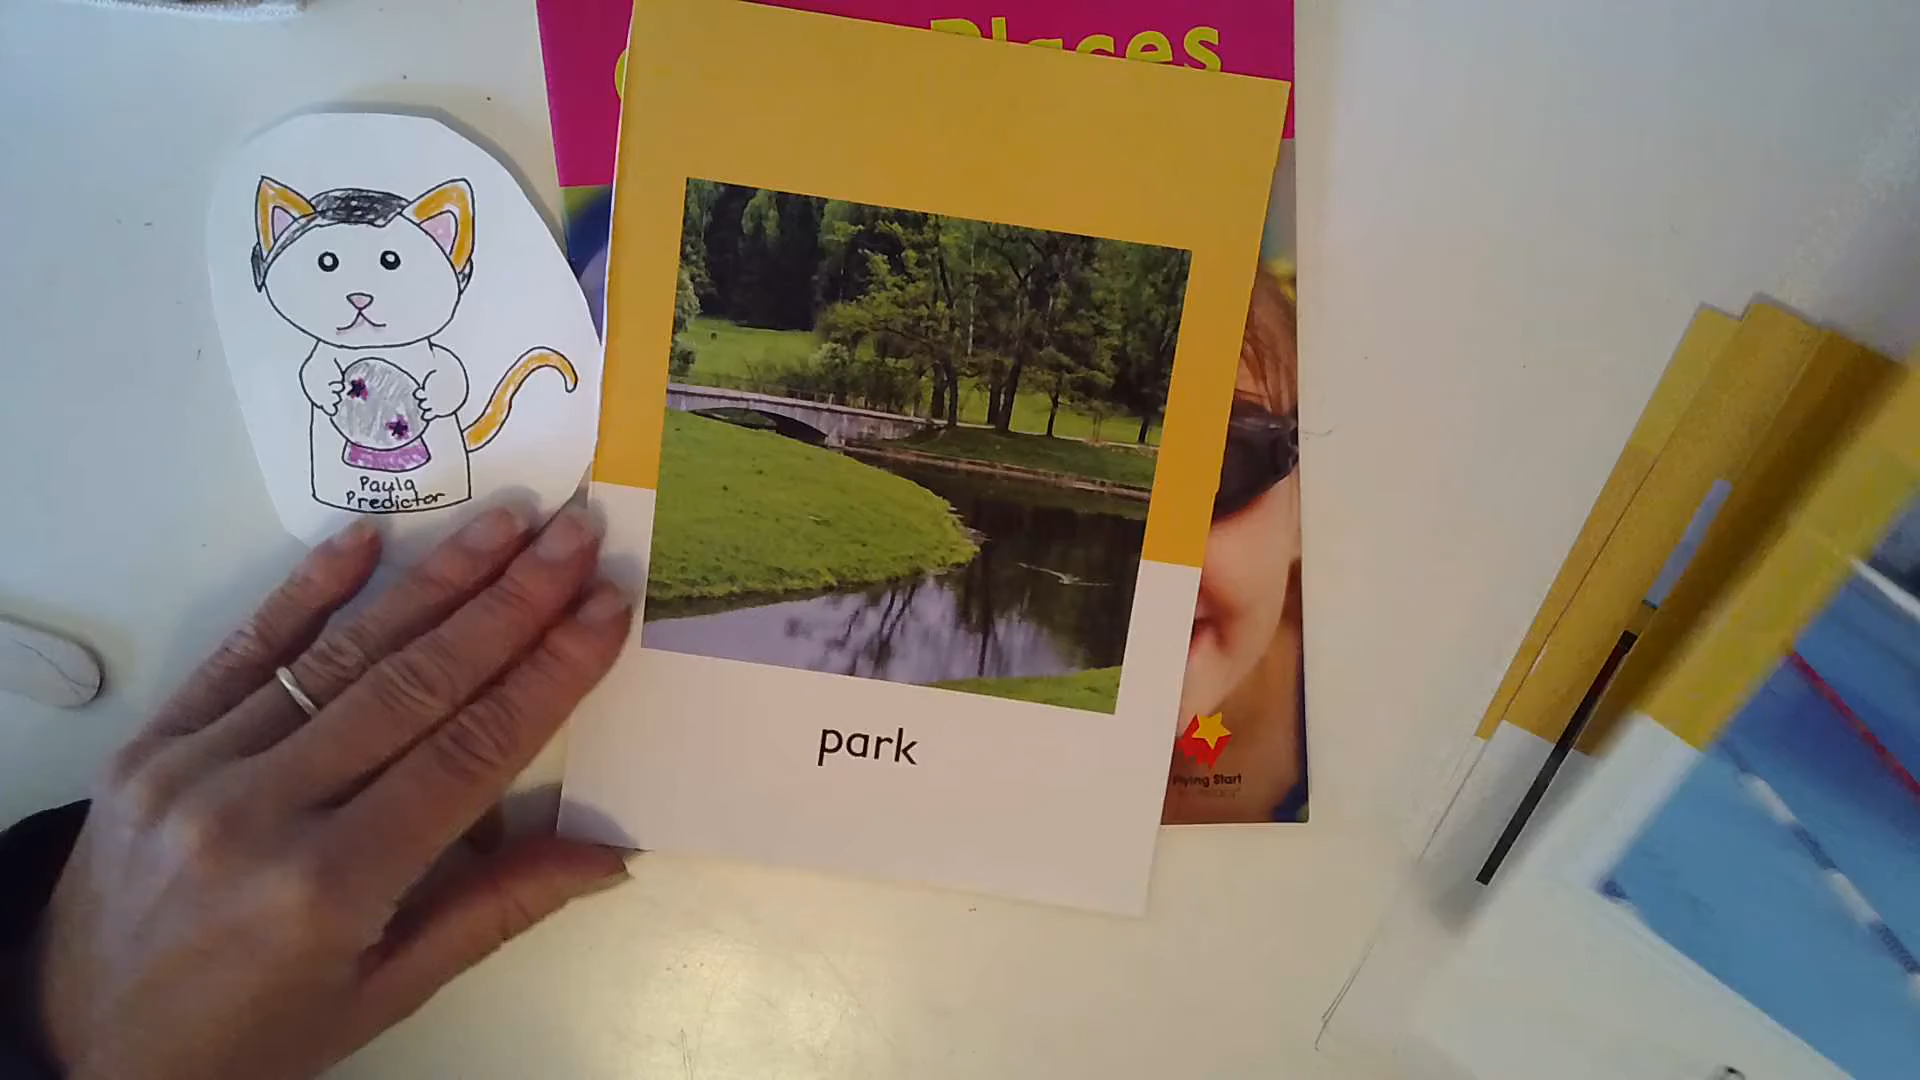 Places
Paula
Predictor
park
Flying Start